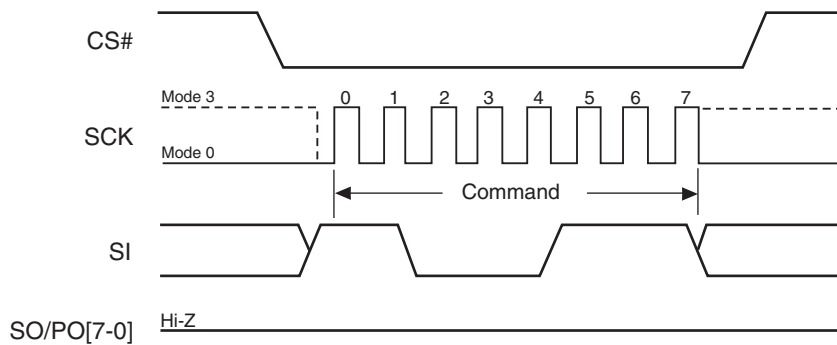 CS#
Mode 3
0 1 2 3 4 5 6 7
SCK
Mode 0
Command
SI
Hi-Z
SO/PO[7-0]